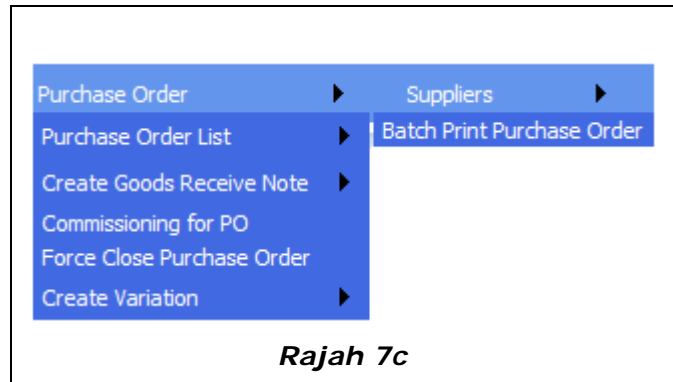 Purchase Order Suppliers
Purchase Order List Batch Print Purchase Order
Create Goods Receive Note
Commissioning for PO
Force Close Purchase Order
Create Variation
Rajah 7c